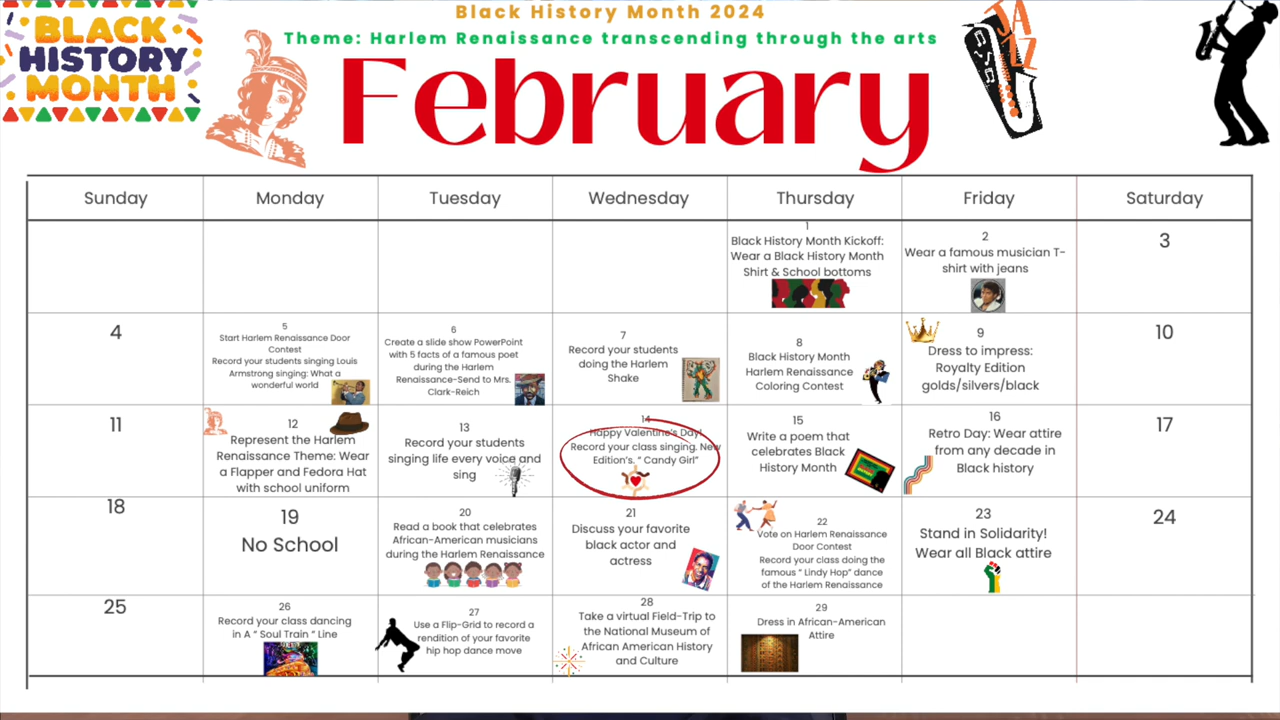 BLACK
HISTORY
MONTH
Black History Month 2024
Theme: Harlem Renaissance transcending through the arts
February
JAZZ
Sunday
Monday
Tuesday
Wednesday
Thursday
Friday
Saturday
1
Black History Month Kickoff:
Wear a Black History Month
Shirt & School bottoms
2
Wear a famous musician T-
shirt with jeans
3
4
5
Start Harlem Renaissance Door
Contest
Record your students singing Louis
Armstrong singing: What a
wonderful world
6
Create a slide show PowerPoint
with 5 facts of a famous poet
during the Harlem
Renaissance-Send to Mrs.
Clark-Reich
7
Record your students
doing the Harlem
Shake
8
Black History Month
Harlem Renaissance
Coloring Contest
9
Dress to impress:
Royalty Edition
golds/silvers/black
10
11
12
Represent the Harlem
Renaissance Theme: Wear
a Flapper and Fedora Hat
with school uniform
13
Record your students
singing life every voice and
sing
14
Happy Valentine's Day!
Record your class singing. New
Edition's. " Candy Girl"
15
Write a poem that
celebrates Black
History Month
16
Retro Day: Wear attire
from any decade in
Black history
17
18
19
No School
20
Read a book that celebrates
African-American musicians
during the Harlem Renaissance
21
Discuss your favorite
black actor and
actress
22
Vote on Harlem Renaissance
Door Contest
Record your class doing the
famous " Lindy Hop" dance
of the Harlem Renaissance
23
Stand in Solidarity!
Wear all Black attire
24
25
26
Record your class dancing
in A " Soul Train " Line
27
Use a Flip-Grid to record a
rendition of your favorite
hip hop dance move
28
Take a virtual Field-Trip to
the National Museum of
African American History
and Culture
29
Dress in African-American
Attire